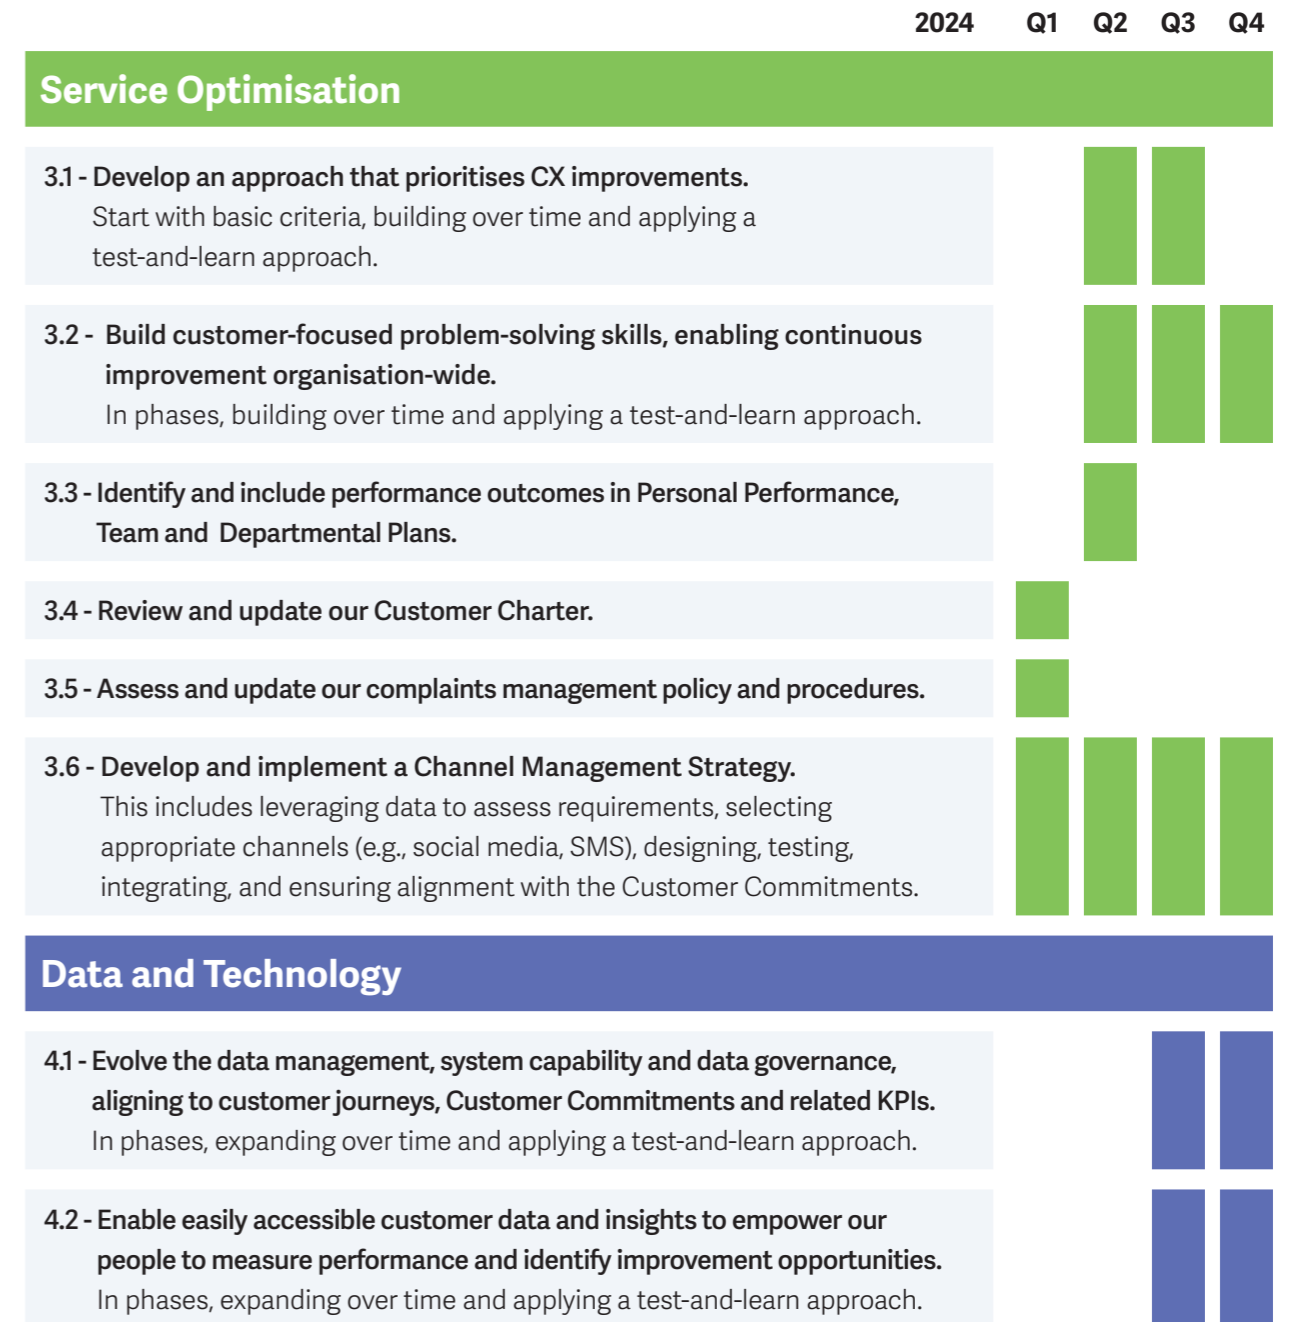 2024 Q1 Q2 Q3 Q4
Service Optimisation
3.1 - Develop an approach that prioritises CX improvements.
Start with basic criteria, building over time and applying a
test-and-learn approach.
3.2 - Build customer-focused problem-solving skills, enabling continuous
improvement organisation-wide.
In phases, building over time and applying a test-and-learn approach.
3.3 - Identify and include performance outcomes in Personal Performance,
Team and Departmental Plans.
3.4 - Review and update our Customer Charter.
3.5 - Assess and update our complaints management policy and procedures.
3.6 - Develop and implement a Channel Management Strategy.
This includes leveraging data to assess requirements, selecting
appropriate channels (e.g., social media, SMS), designing, testing,
integrating, and ensuring alignment with the Customer Commitments.
Data and Technology
4.1 - Evolve the data management, system capability and data governance,
aligning to customer journeys, Customer Commitments and related KPIs.
In phases, expanding over time and applying a test-and-learn approach.
4.2 - Enable easily accessible customer data and insights to empower our
people to measure performance and identify improvement opportunities.
In phases, expanding over time and applying a test-and-learn approach.